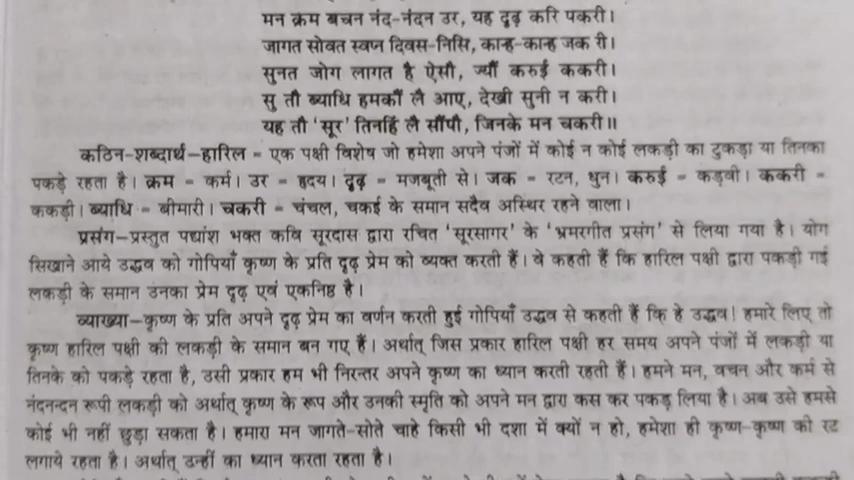 मन क्रम बचन नंद-नंदन उर, यह दृढ़ करि पकरी।
जागत सोवत स्वप्न दिवस-निसि, कान्ह-कान्ह जक री।
सुनत जोग लागत है ऐसौ, ज्यौं करुई ककरी।
सु तौ ब्याधि हमकौं लै आए, देखी सुनी न करी।
यह तौ 'सूर' तिनहिं लै सौंपौ, जिनके मन चकरी॥
कठिन-शब्दार्थ–हारिल = एक पक्षी विशेष जो हमेशा अपने पंजों में कोई न कोई लकड़ी का टुकड़ा या तिनका
पकड़े रहता है। क्रम = कर्म। उर = हृदय। दृढ़ = मजबूती से। जक = रटन, धुन। करुई = कड़वी। ककरी =
ककड़ी। ब्याधि = बीमारी। चकरी = चंचल, चकई के समान सदैव अस्थिर रहने वाला।
प्रसंग–प्रस्तुत पद्यांश भक्त कवि सूरदास द्वारा रचित 'सूरसागर' के 'भ्रमरगीत प्रसंग' से लिया गया है। योग
सिखाने आये उद्धव को गोपियाँ कृष्ण के प्रति दृढ़ प्रेम को व्यक्त करती हैं। वे कहती हैं कि हारिल पक्षी द्वारा पकड़ी गई
लकड़ी के समान उनका प्रेम दृढ़ एवं एकनिष्ठ है।
व्याख्या–कृष्ण के प्रति अपने दृढ़ प्रेम का वर्णन करती हुई गोपियाँ उद्धव से कहती हैं कि हे उद्धव! हमारे लिए तो
कृष्ण हारिल पक्षी की लकड़ी के समान बन गए हैं। अर्थात् जिस प्रकार हारिल पक्षी हर समय अपने पंजों में लकड़ी या
तिनके को पकड़े रहता है, उसी प्रकार हम भी निरन्तर अपने कृष्ण का ध्यान करती रहती हैं। हमने मन, वचन और कर्म से
नंदनन्दन रूपी लकड़ी को अर्थात् कृष्ण के रूप और उनकी स्मृति को अपने मन द्वारा कस कर पकड़ लिया है। अब उसे हमसे
कोई भी नहीं छुड़ा सकता है। हमारा मन जागते-सोते चाहे किसी भी दशा में क्यों न हो, हमेशा ही कृष्ण-कृष्ण की रट
लगाये रहता है। अर्थात् उन्हीं का ध्यान करता रहता है।